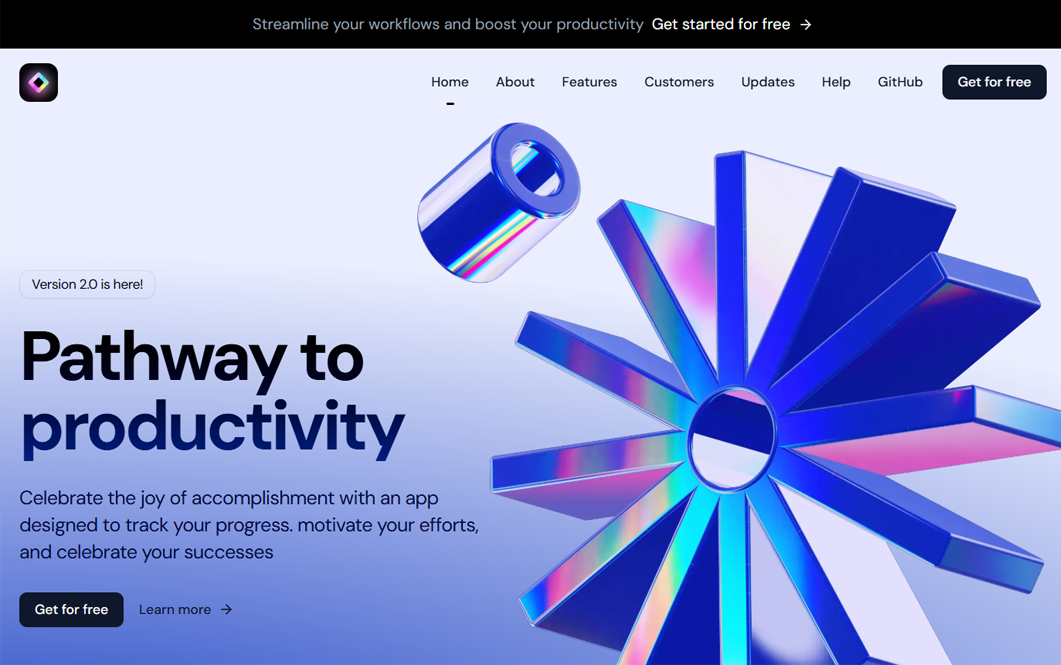 Streamline your workflows and boost your productivity Get started for free →
Home About Features Customers Updates Help GitHub Get for free
Version 2.0 is here!
Pathway to
productivity
Celebrate the joy of accomplishment with an app
designed to track your progress. motivate your efforts,
and celebrate your successes
Get for free Learn more →